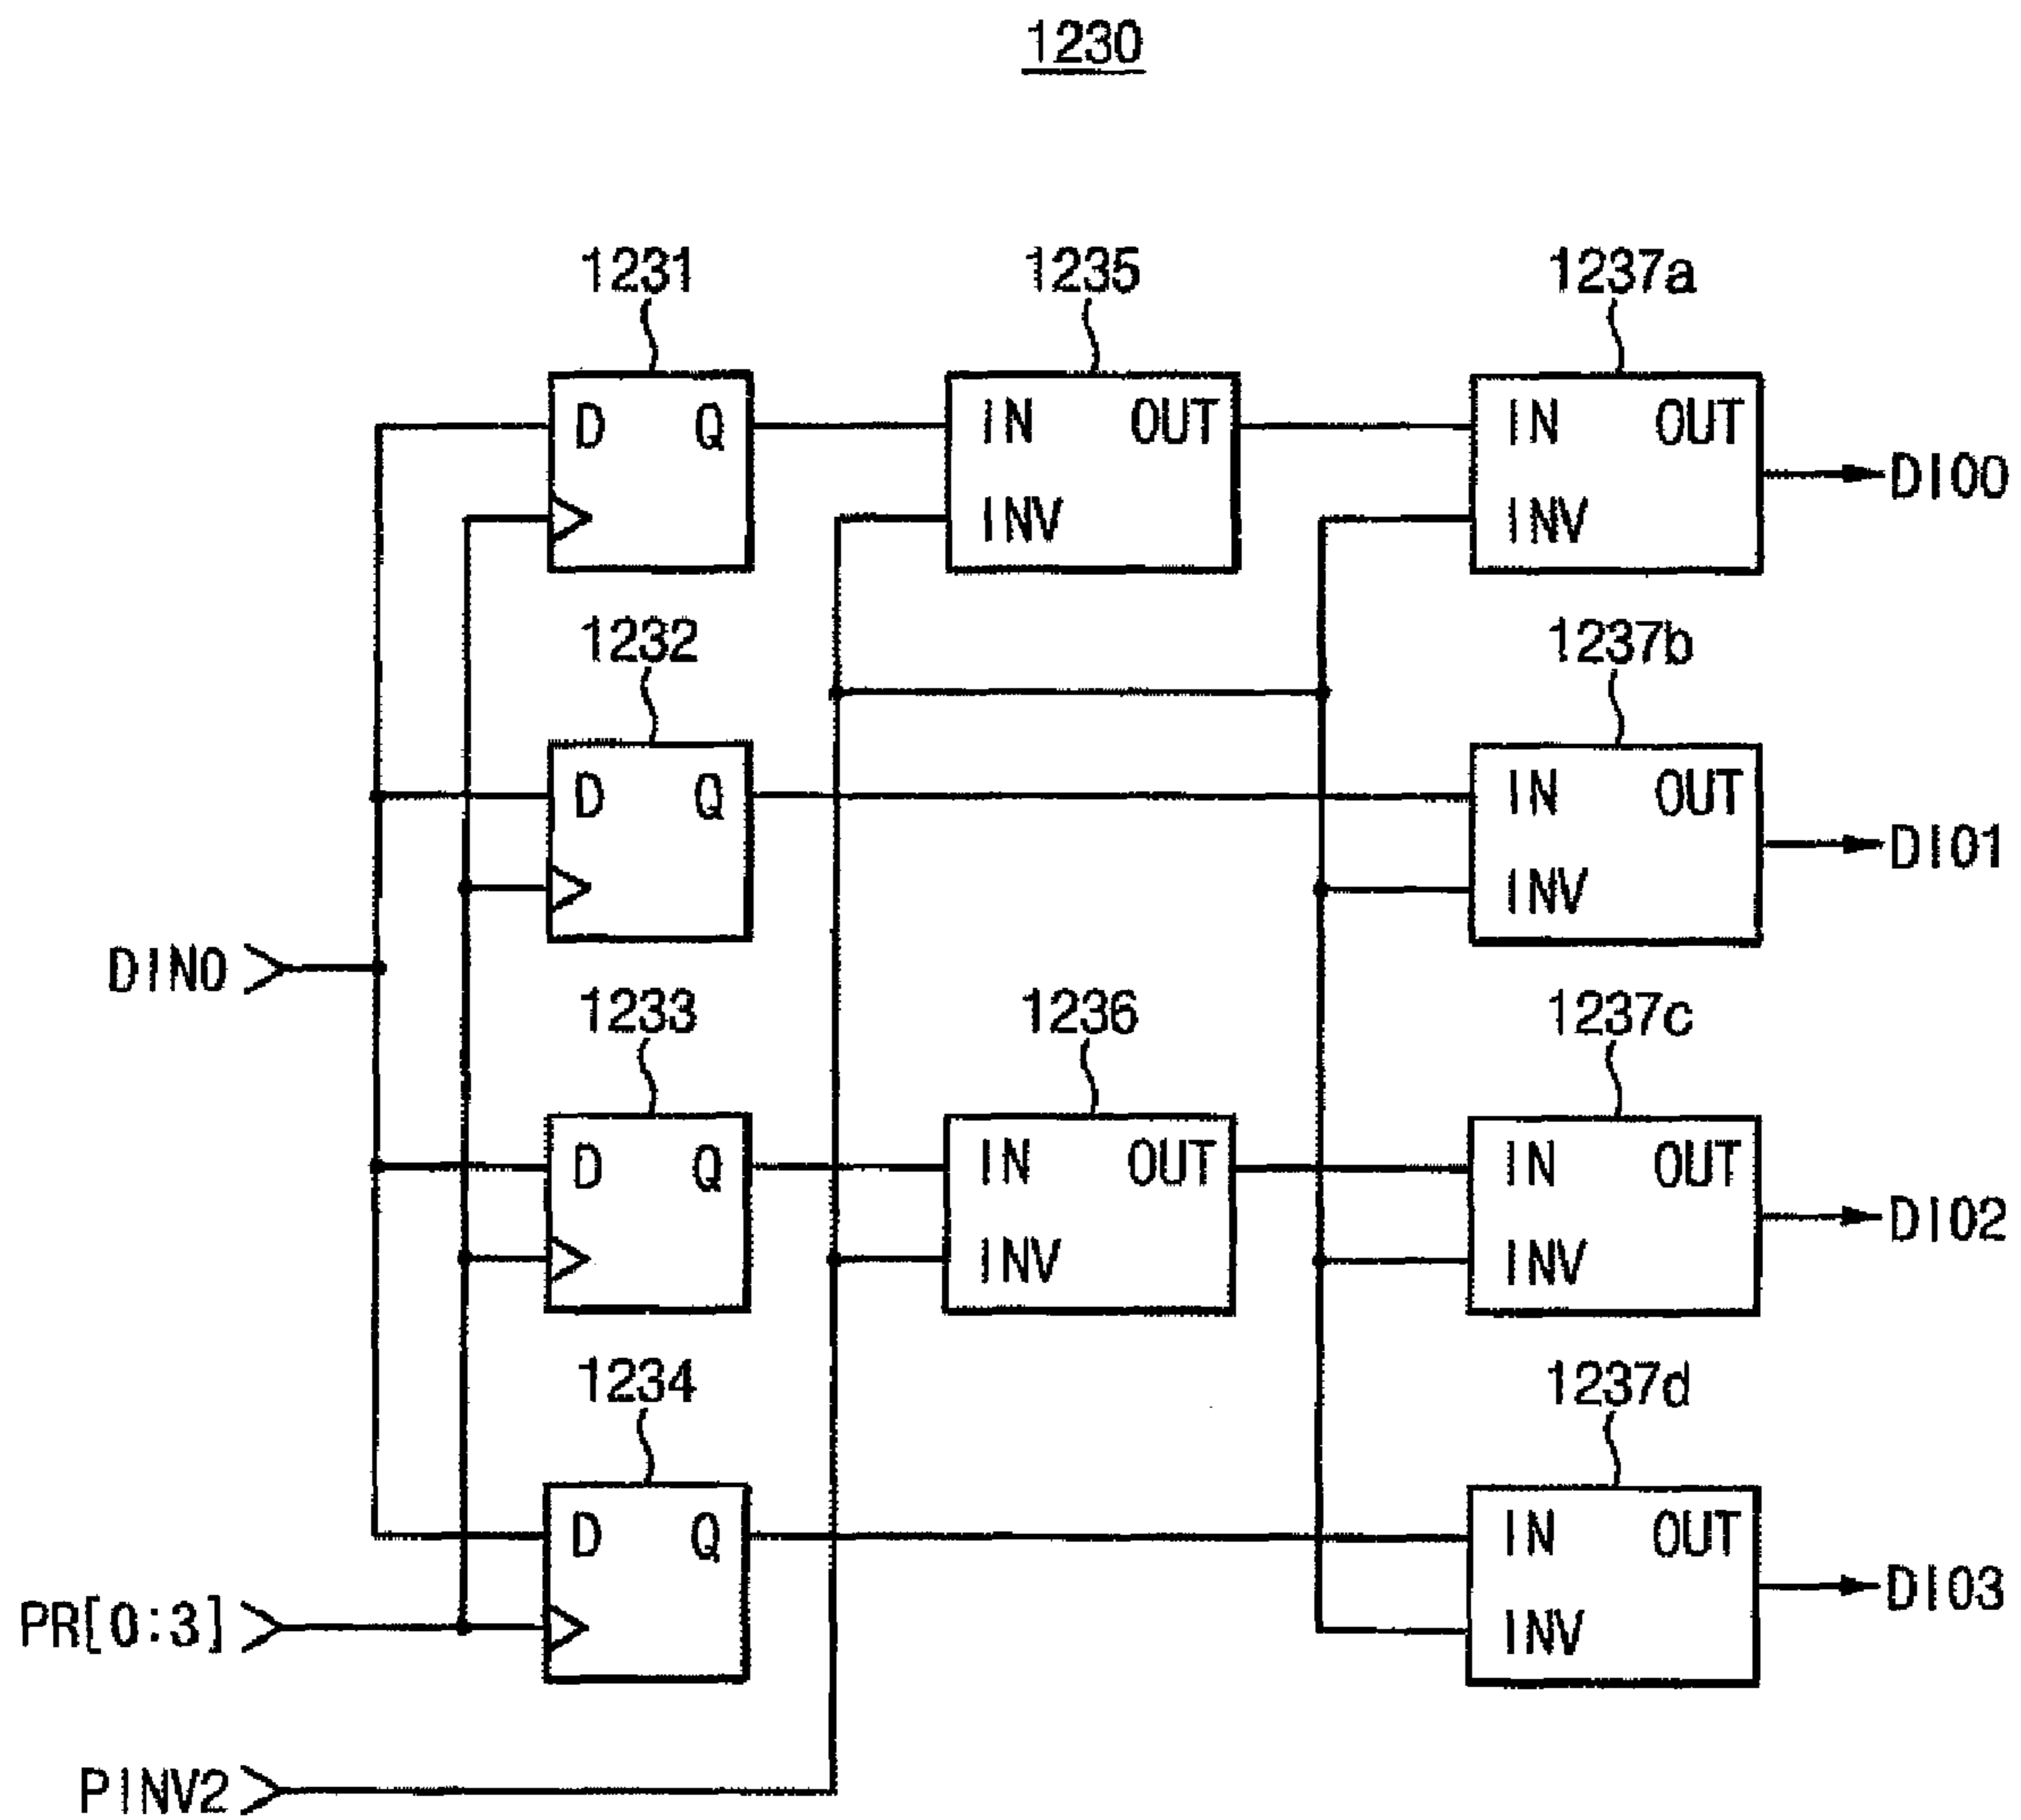 1230
1231 1235 1237a
D Q IN OUT IN OUT
DIO0
INV INV
1232 1237b
D Q IN OUT
DIO1
INV
DIN0
1233 1236 1237c
D Q IN OUT IN OUT
DIO2
INV INV
1234 1237d
D Q IN OUT
DIO3
PR[0:3] INV
PINV2